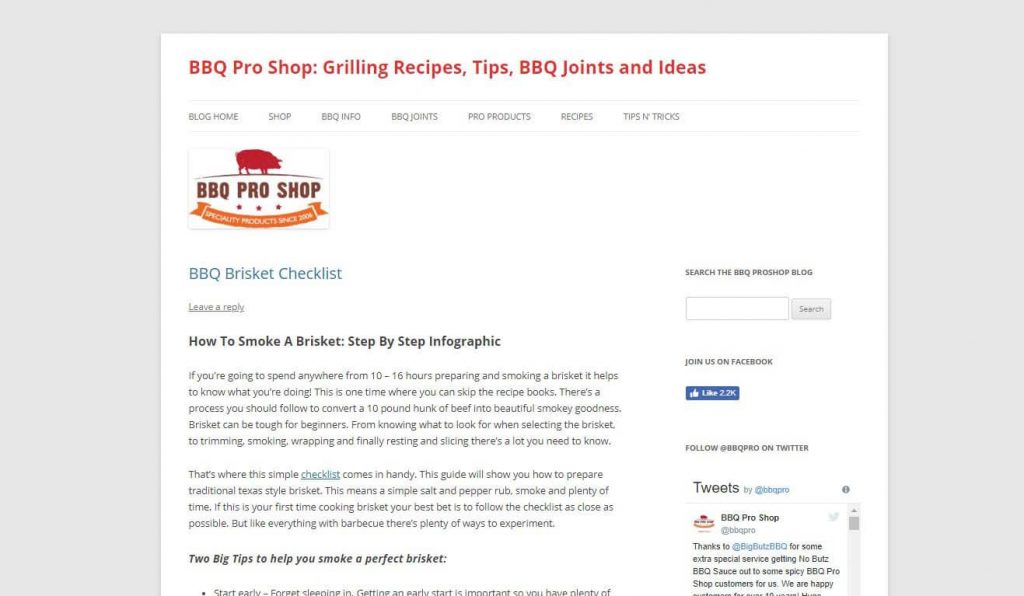 BBQ Pro Shop: Grilling Recipes, Tips, BBQ Joints and Ideas
BLOG HOME SHOP BBQ INFO BBQ JOINTS PRO PRODUCTS RECIPES TIPS N' TRICKS
BBQ PRO SHOP
SPECIALITY PRODUCTS SINCE 2006
BBQ Brisket Checklist
Leave a reply
How To Smoke A Brisket: Step By Step Infographic
If you're going to spend anywhere from 10 – 16 hours preparing and smoking a brisket it helps
to know what you're doing! This is one time where you can skip the recipe books. There's a
process you should follow to convert a 10 pound hunk of beef into beautiful smokey goodness.
Brisket can be tough for beginners. From knowing what to look for when selecting the brisket,
to trimming, smoking, wrapping and finally resting and slicing there's a lot you need to know.
That's where this simple checklist comes in handy. This guide will show you how to prepare
traditional texas style brisket. This means a simple salt and pepper rub, smoke and plenty of
time. If this is your first time cooking brisket your best bet is to follow the checklist as close as
possible. But like everything with barbecue there's plenty of ways to experiment.
Two Big Tips to help you smoke a perfect brisket:
• Start early – Forget sleeping in. Getting an early start is important so you have plenty of
SEARCH THE BBQ PROSHOP BLOG
Search
JOIN US ON FACEBOOK
Like 2.2K
FOLLOW @BBQPRO ON TWITTER
Tweets by @bbqpro
BBQ Pro Shop
@bbqpro
Thanks to @BigButzBBQ for some
extra special service getting No Butz
BBQ Sauce out to some spicy BBQ Pro
Shop customers for us. We are happy
customers for over 10 years! Huge